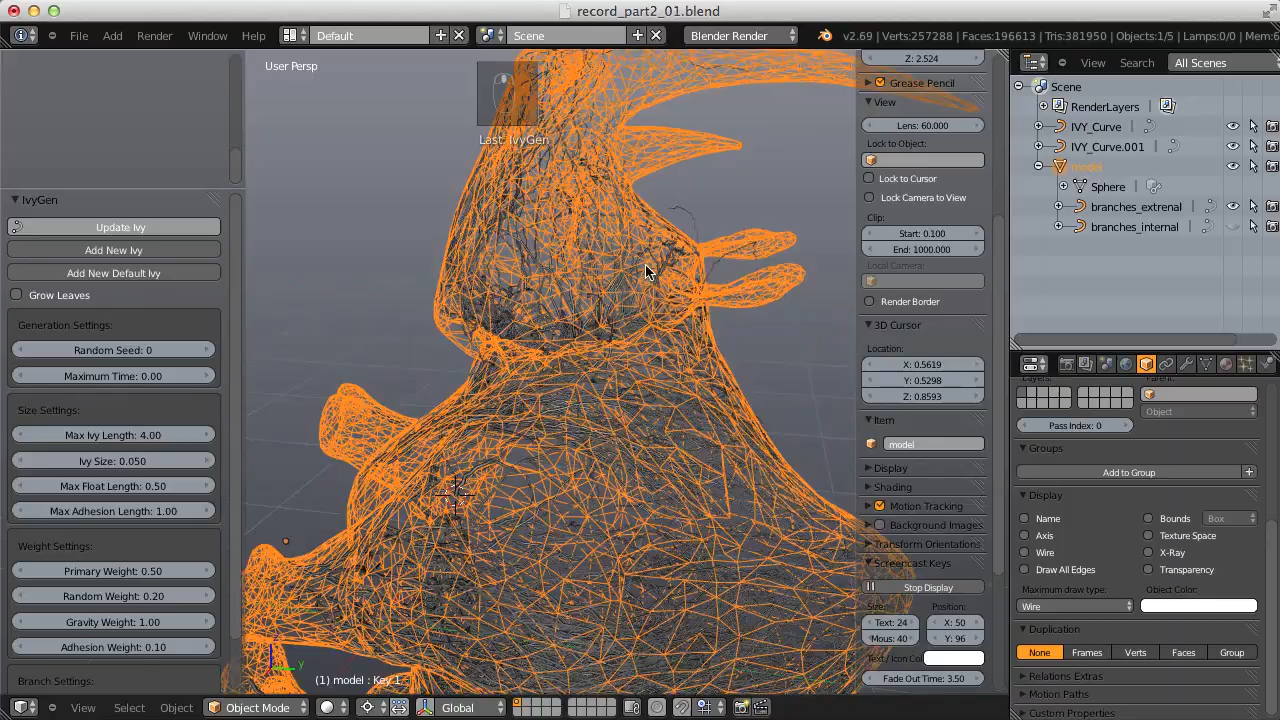 record_part2_01.blend
File Add Render Window Help Default Scene Blender Render v2.69 | Verts:257288 | Faces:196613 | Tris:381950 | Objects:1/5 | Lamps:0/0 | Mem:6
User Persp
Last: IvyGen
(1) model : Key 1
IvyGen
Update Ivy
Add New Ivy
Add New Default Ivy
Grow Leaves
Generation Settings:
Random Seed: 0
Maximum Time: 0.00
Size Settings:
Max Ivy Length: 4.00
Ivy Size: 0.050
Max Float Length: 0.50
Max Adhesion Length: 1.00
Weight Settings:
Primary Weight: 0.50
Random Weight: 0.20
Gravity Weight: 1.00
Adhesion Weight: 0.10
Branch Settings:
Z: 2.524
Grease Pencil
View
Lens: 60.000
Lock to Object:
Lock to Cursor
Lock Camera to View
Clip:
Start: 0.100
End: 1000.000
Local Camera:
Render Border
3D Cursor
Location:
X: 0.5619
Y: 0.5298
Z: 0.8593
Item
model
Display
Shading
Motion Tracking
Background Images
Transform Orientations
Screencast Keys
Stop Display
Size: Position:
Text: 24 X: 50
Mous: 40 Y: 96
Text / Icon Col
Fade Out Time: 3.50
View Search All Scenes
Scene
RenderLayers
IVY_Curve
IVY_Curve.001
model
Sphere
branches_extrenal
branches_internal
Layers: Parent:
Object
Pass Index: 0
Groups
Add to Group
Display
Name Bounds Box
Axis Texture Space
Wire X-Ray
Draw All Edges Transparency
Maximum draw type: Object Color:
Wire
Duplication
None Frames Verts Faces Group
Relations Extras
Motion Paths
Custom Properties
y
View Select Object Object Mode Global